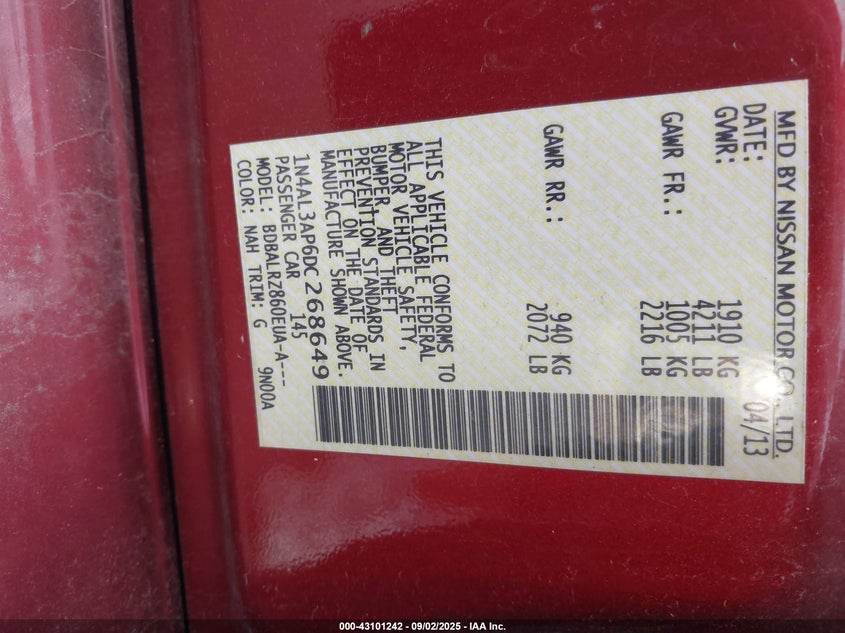 MFD BY NISSAN MOTOR CO., LTD.
DATE: 04/13
GVWR: 1910 KG
4211 LB
GAWR FR.: 1005 KG
2216 LB
GAWR RR.: 940 KG
2072 LB
THIS VEHICLE CONFORMS TO
ALL APPLICABLE FEDERAL
MOTOR VEHICLE SAFETY,
BUMPER, AND THEFT
PREVENTION STANDARDS IN
EFFECT ON THE DATE OF
MANUFACTURE SHOWN ABOVE.
1N4AL3AP6DC268649
PASSENGER CAR 145
MODEL: BDBALRZ860EUA-A---
COLOR: NAH TRIM: G 9N00A
000-43101242 - 09/02/2025 - IAA Inc.